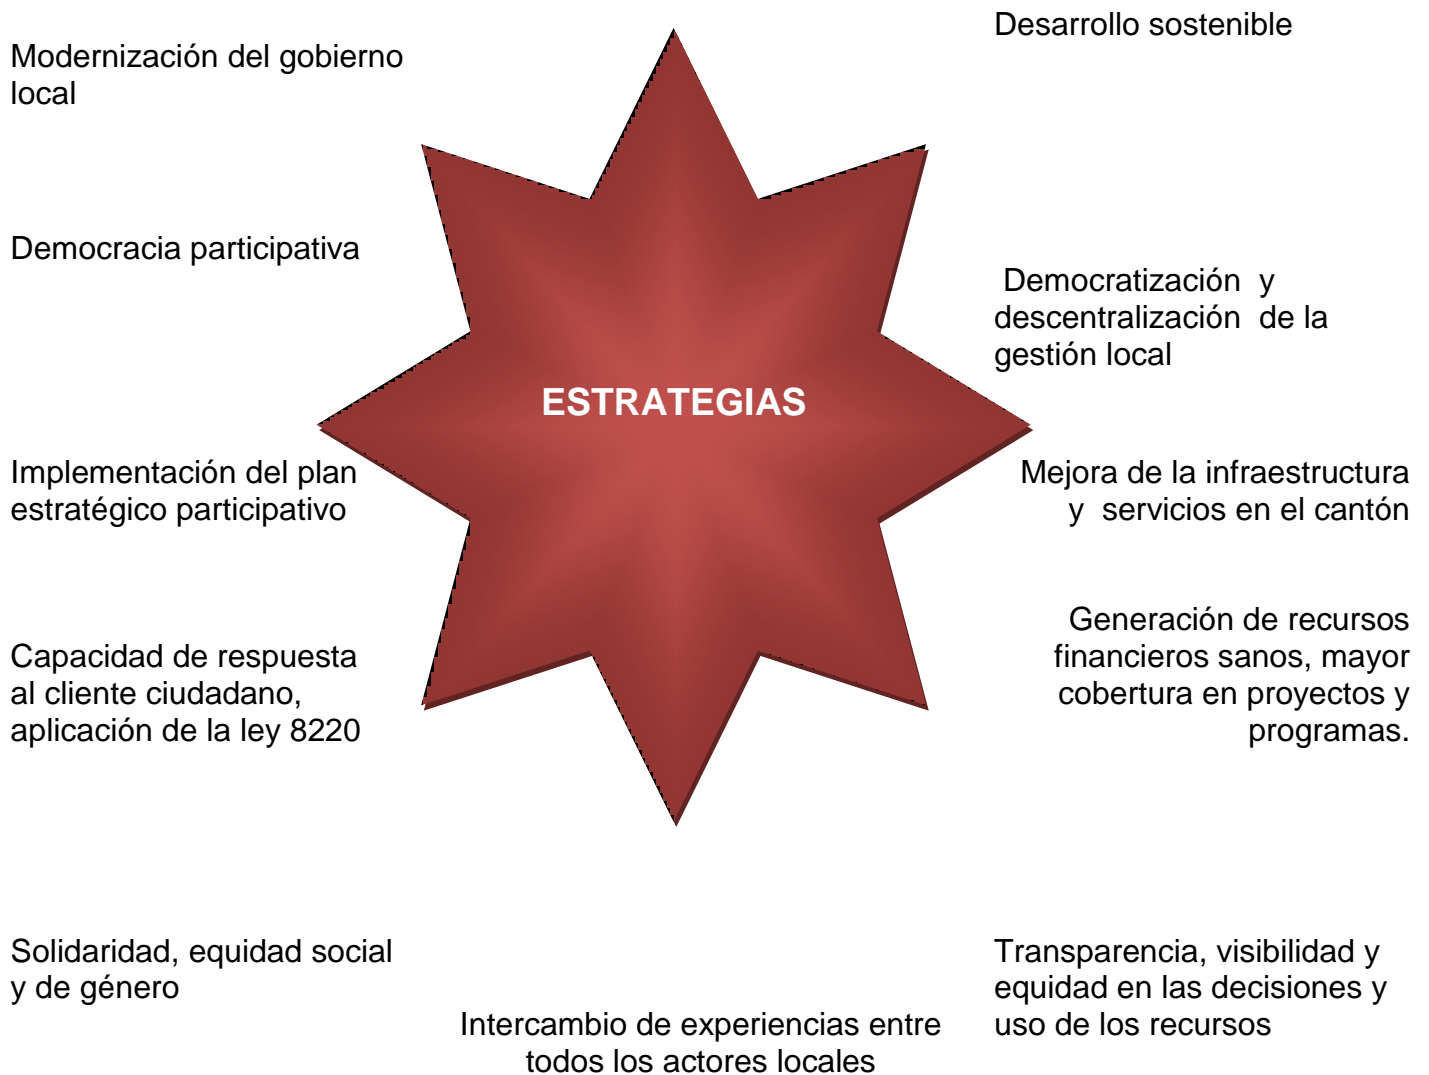 Desarrollo sostenible
Modernización del gobierno
local
Democracia participativa
Democratización y
descentralización de la
gestión local
ESTRATEGIAS
Implementación del plan
estratégico participativo
Mejora de la infraestructura
y servicios en el cantón
Generación de recursos
financieros sanos, mayor
cobertura en proyectos y
programas.
Capacidad de respuesta
al cliente ciudadano,
aplicación de la ley 8220
Solidaridad, equidad social
y de género
Transparencia, visibilidad y
equidad en las decisiones y
uso de los recursos
Intercambio de experiencias entre
todos los actores locales